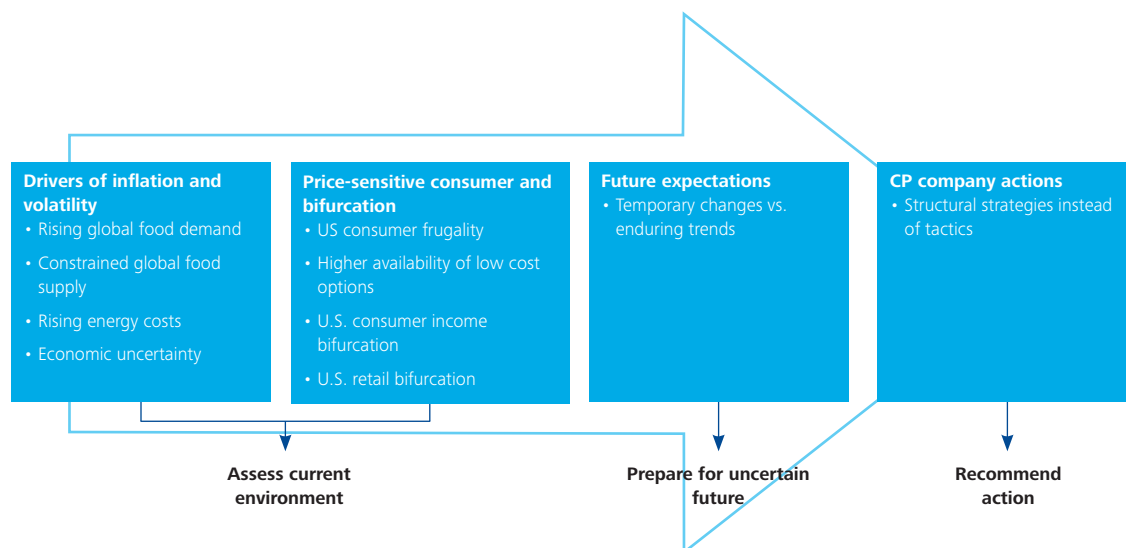 Drivers of inflation and
volatility
• Rising global food demand
• Constrained global food
supply
• Rising energy costs
• Economic uncertainty
Price-sensitive consumer and
bifurcation
• US consumer frugality
• Higher availability of low cost
options
• U.S. consumer income
bifurcation
• U.S. retail bifurcation
Future expectations
• Temporary changes vs.
enduring trends
CP company actions
• Structural strategies instead
of tactics
Assess current
environment
Prepare for uncertain
future
Recommend
action